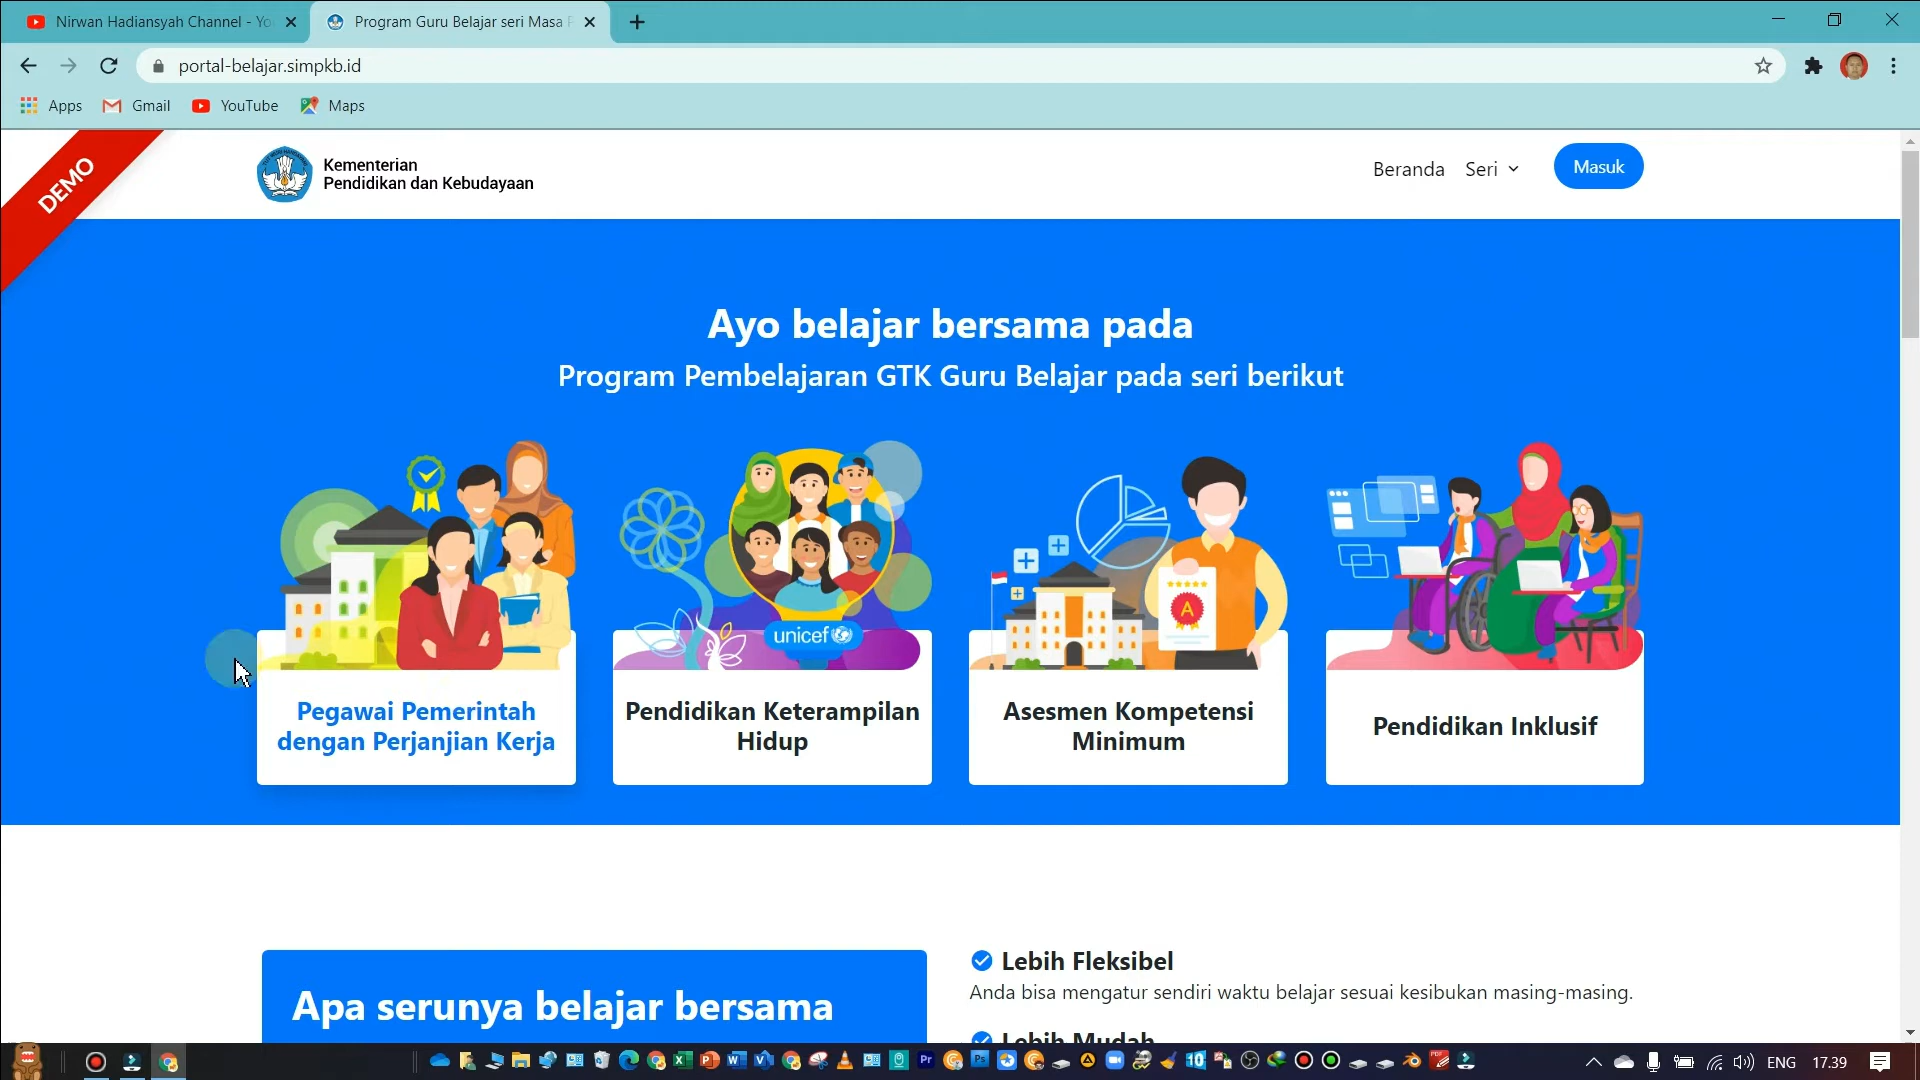 Nirwan Hadiansyah Channel - Yo
Program Guru Belajar seri Masa P
portal-belajar.simpkb.id
Apps
Gmail
YouTube
Maps
DEMO
Kementerian
Pendidikan dan Kebudayaan
Beranda
Seri
Masuk
Ayo belajar bersama pada
Program Pembelajaran GTK Guru Belajar pada seri berikut
unicef
A
Pegawai Pemerintah
dengan Perjanjian Kerja
Pendidikan Keterampilan
Hidup
Asesmen Kompetensi
Minimum
Pendidikan Inklusif
Apa serunya belajar bersama
Lebih Fleksibel
Anda bisa mengatur sendiri waktu belajar sesuai kesibukan masing-masing.
Lebih Mudah
ENG
17.39